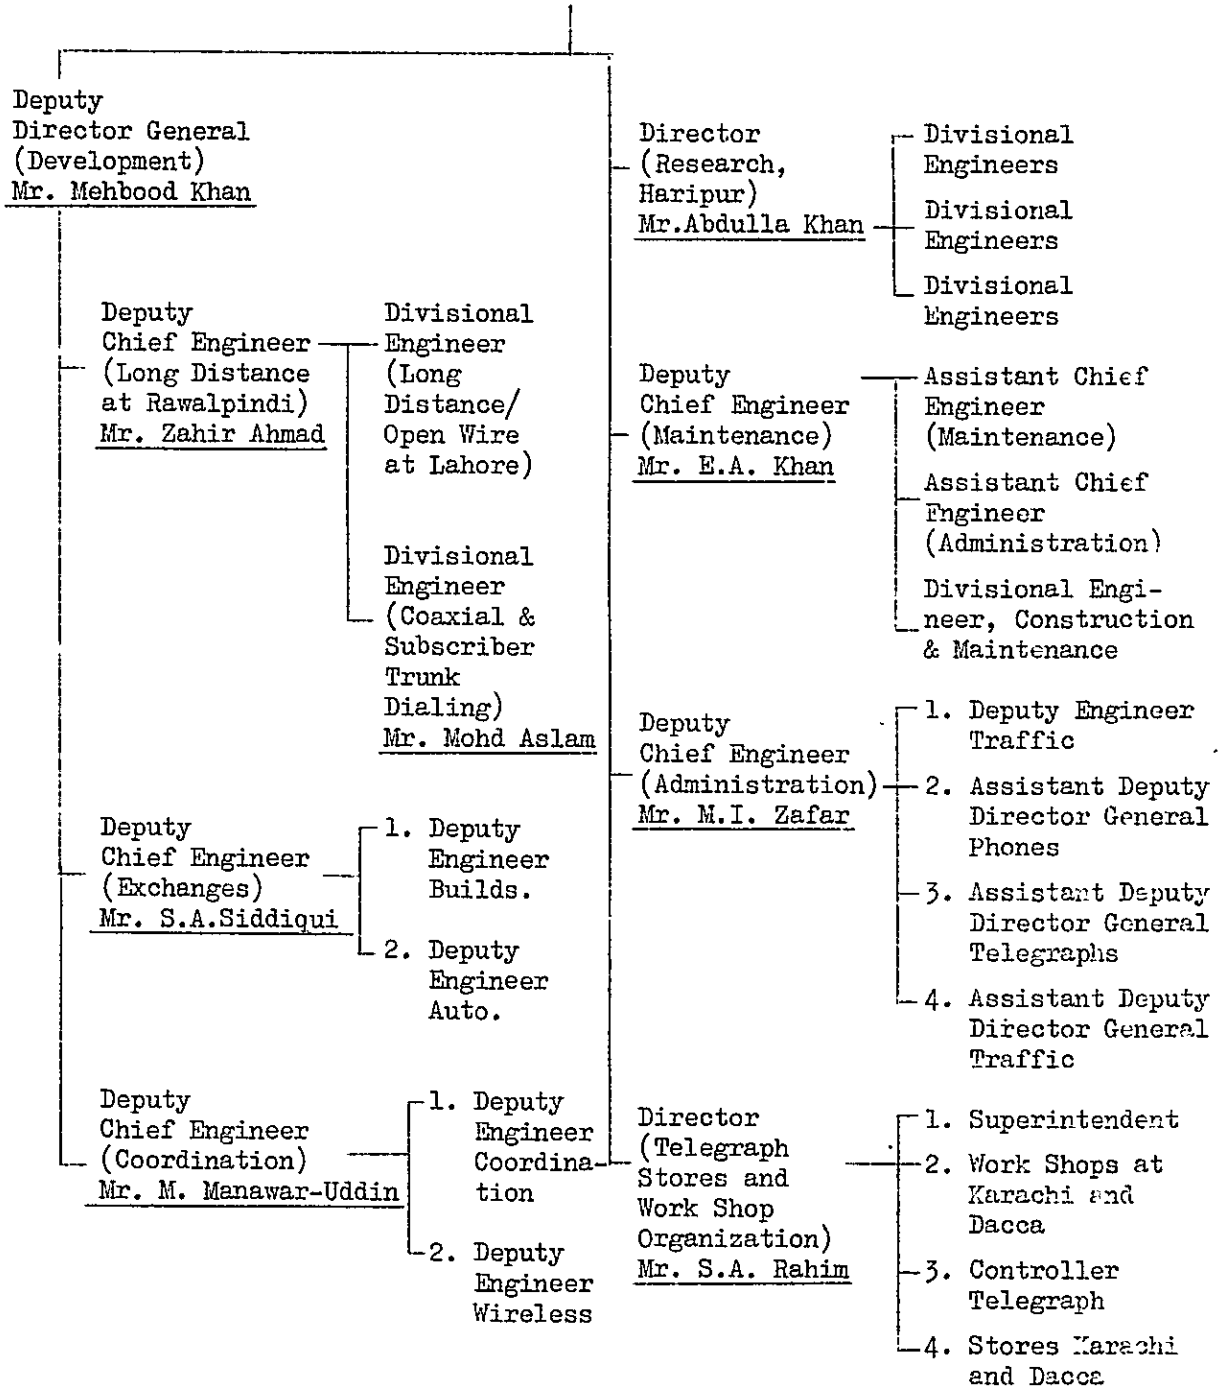 Deputy
Director General
(Development)
Mr. Mehbood Khan
Deputy
Chief Engineer
(Long Distance
at Rawalpindi)
Mr. Zahir Ahmad
Divisional
Engineer
(Long
Distance/
Open Wire
at Lahore)
Divisional
Engineer
(Coaxial &
Subscriber
Trunk
Dialing)
Mr. Mohd Aslam
Deputy
Chief Engineer
(Exchanges)
Mr. S.A.Siddiqui
1. Deputy
Engineer
Builds.
2. Deputy
Engineer
Auto.
Deputy
Chief Engineer
(Coordination)
Mr. M. Manawar-Uddin
1. Deputy
Engineer
Coordina-
tion
2. Deputy
Engineer
Wireless
Director
(Research,
Haripur)
Mr.Abdulla Khan
Divisional
Engineers
Divisional
Engineers
Divisional
Engineers
Deputy
Chief Engineer
(Maintenance)
Mr. E.A. Khan
Assistant Chief
Engineer
(Maintenance)
Assistant Chief
Engineer
(Administration)
Divisional Engi-
neer, Construction
& Maintenance
Deputy
Chief Engineer
(Administration)
Mr. M.I. Zafar
1. Deputy Engineer
Traffic
2. Assistant Deputy
Director General
Phones
3. Assistant Deputy
Director General
Telegraphs
4. Assistant Deputy
Director General
Traffic
Director
(Telegraph
Stores and
Work Shop
Organization)
Mr. S.A. Rahim
1. Superintendent
2. Work Shops at
Karachi and
Dacca
3. Controller
Telegraph
4. Stores Karachi
and Dacca